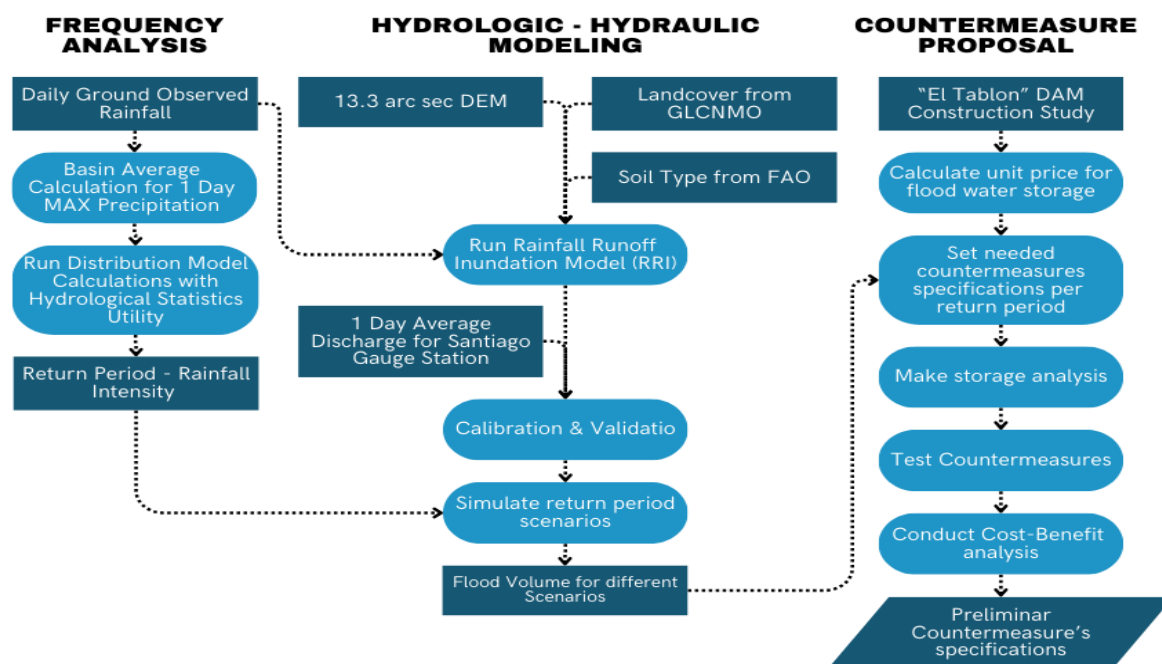 FREQUENCY
ANALYSIS
Daily Ground Observed
Rainfall
Basin Average
Calculation for 1 Day
MAX Precipitation
Run Distribution Model
Calculations with
Hydrological Statistics
Utility
Return Period - Rainfall
Intensity
HYDROLOGIC - HYDRAULIC
MODELING
13.3 arc sec DEM
Landcover from
GLCNMO
Soil Type from FAO
Run Rainfall Runoff
Inundation Model (RRI)
1 Day Average
Discharge for Santiago
Gauge Station
Calibration & Validatio
Simulate return period
scenarios
Flood Volume for different
Scenarios
COUNTERMEASURE
PROPOSAL
“El Tablon” DAM
Construction Study
Calculate unit price for
flood water storage
Set needed
countermeasures
specifications per
return period
Make storage analysis
Test Countermeasures
Conduct Cost-Benefit
analysis
Preliminar
Countermeasure’s
specifications